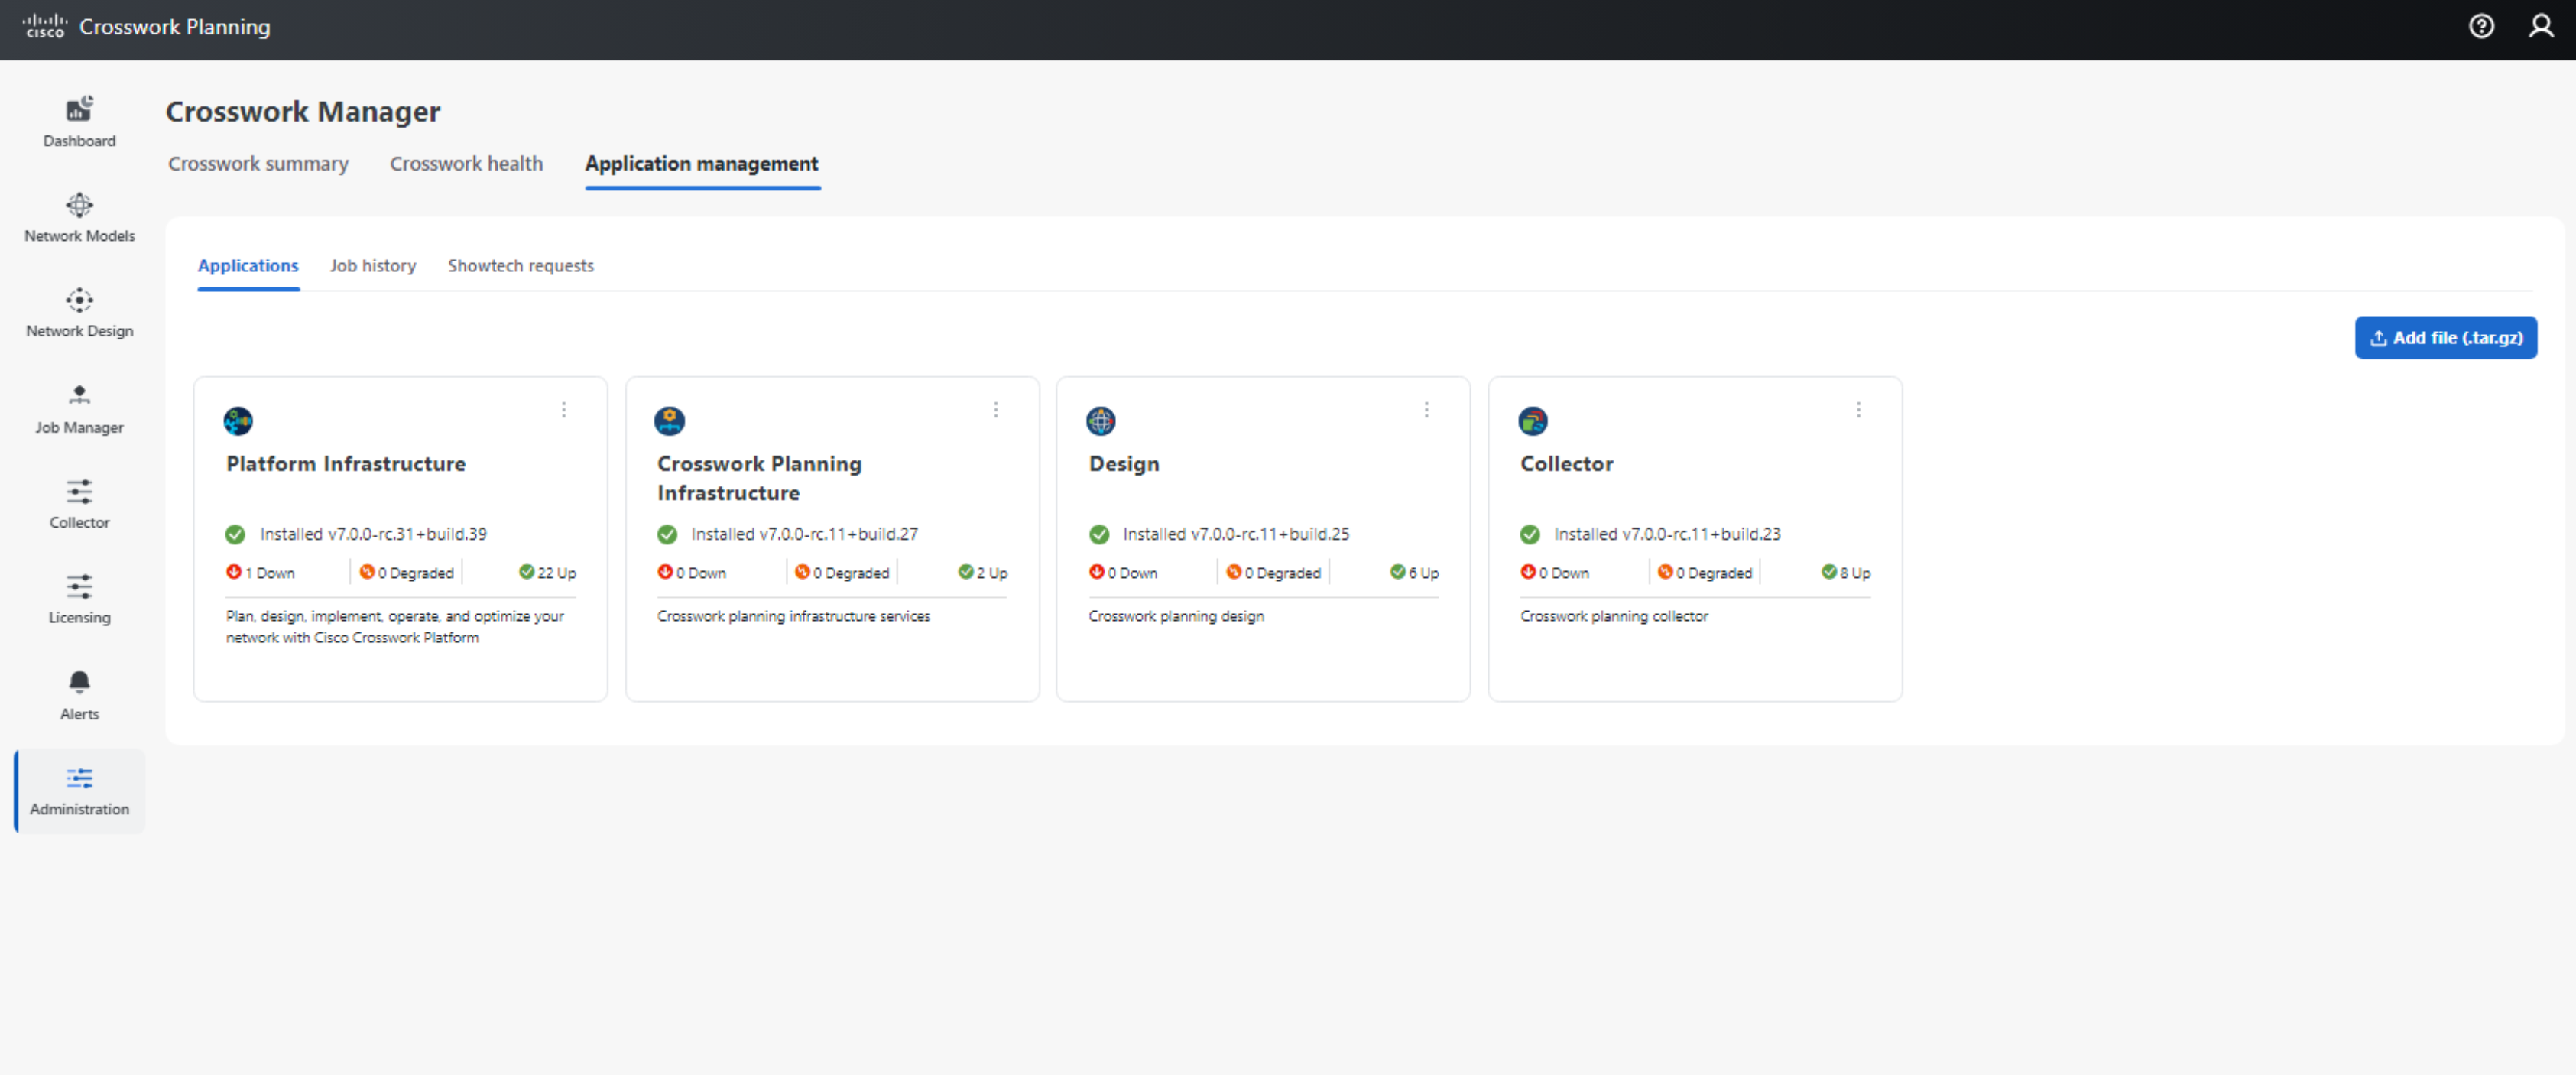 cisco Crosswork Planning
Dashboard
Network Models
Network Design
Job Manager
Collector
Licensing
Alerts
Administration
Crosswork Manager
Crosswork summary Crosswork health Application management
Applications Job history Showtech requests
Add file (.tar.gz)
Platform Infrastructure
Installed v7.0.0-rc.31+build.39
1 Down 0 Degraded 22 Up
Plan, design, implement, operate, and optimize your
network with Cisco Crosswork Platform
Crosswork Planning
Infrastructure
Installed v7.0.0-rc.11+build.27
0 Down 0 Degraded 2 Up
Crosswork planning infrastructure services
Design
Installed v7.0.0-rc.11+build.25
0 Down 0 Degraded 6 Up
Crosswork planning design
Collector
Installed v7.0.0-rc.11+build.23
0 Down 0 Degraded 8 Up
Crosswork planning collector